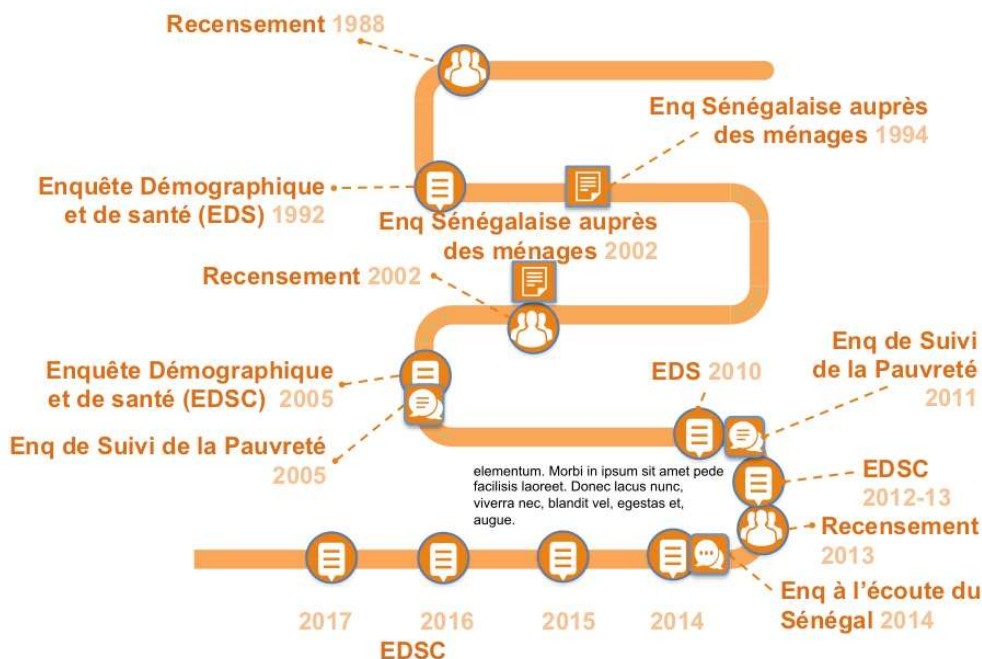 Recensement 1988
Enq Sénégalaise auprès
des ménages 1994
Enquête Démographique
et de santé (EDS) 1992
Enq Sénégalaise auprès
des ménages 2002
Recensement 2002
Enq de Suivi
de la Pauvreté
2011
EDS 2010
Enquête Démographique
et de santé (EDSC) 2005
Enq de Suivi de la Pauvreté
2005
elementum. Morbi in ipsum sit amet pede
facilisis laoreet. Donec lacus nunc,
viverra nec, blandit vel, egestas et,
augue.
EDSC
2012-13
Recensement
2013
Enq à l'écoute du
Sénégal 2014
2017 2016 2015 2014
EDSC